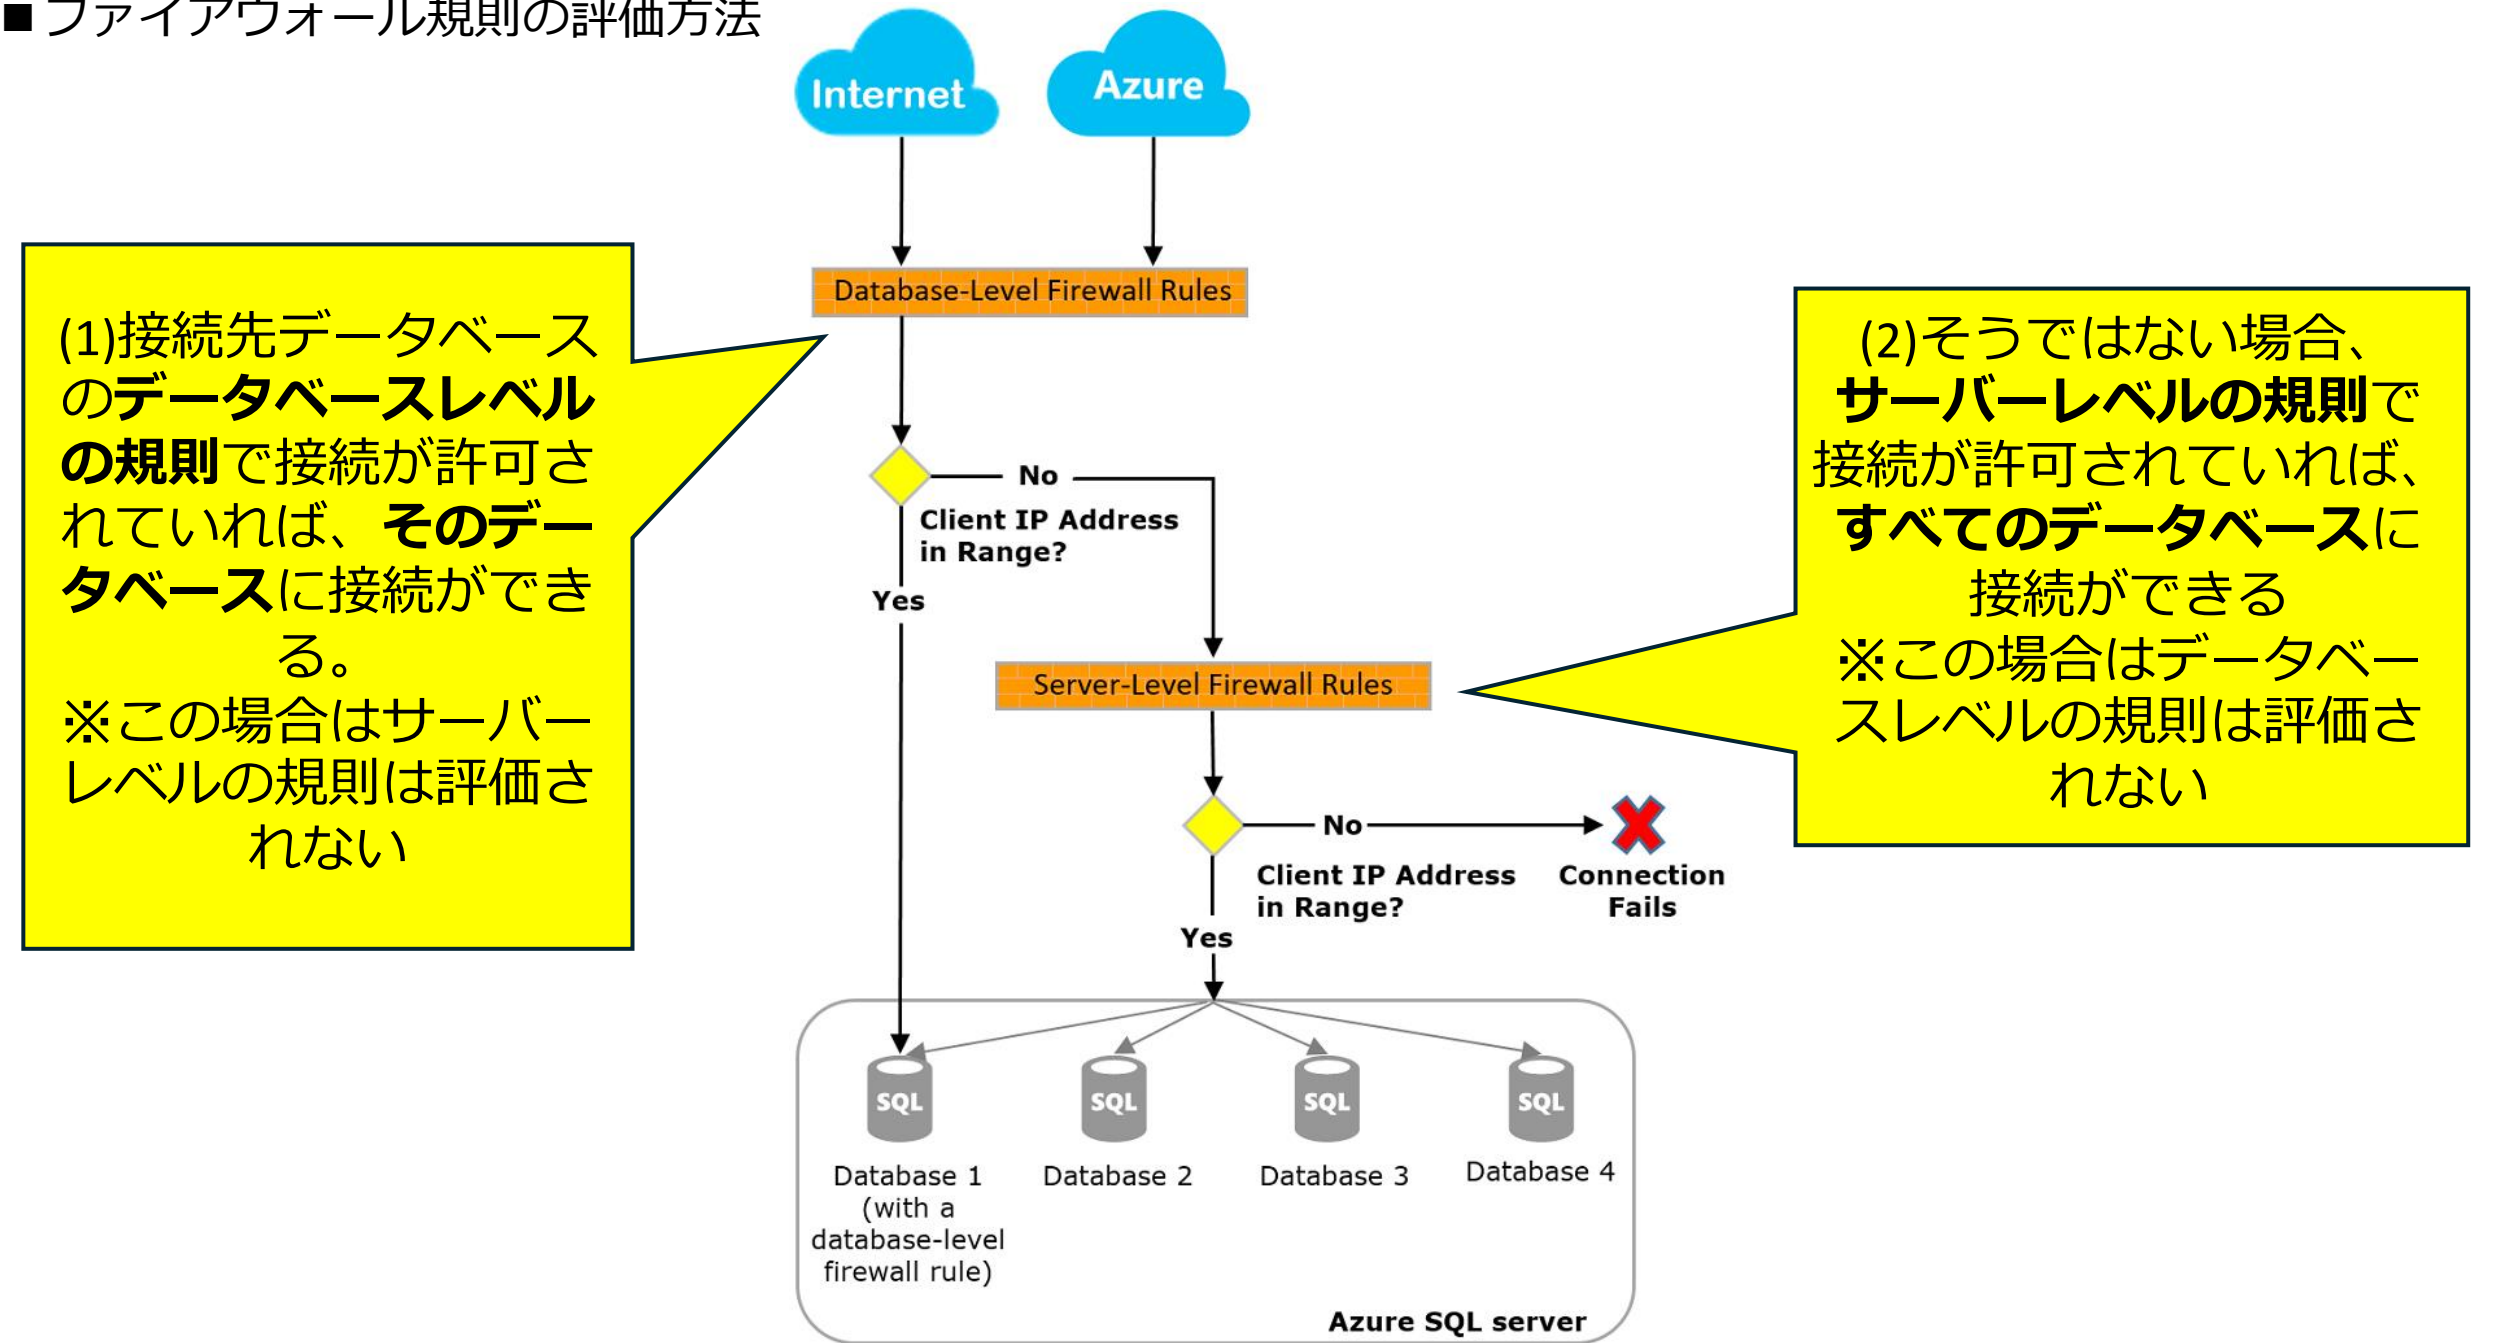 ■ファイアウォール規則の評価方法
Internet
Azure
Database-Level Firewall Rules
(1)接続先データベース
のデータベースレベル
の規則で接続が許可さ
れていれば、そのデー
タベースに接続ができ
る。
※この場合はサーバー
レベルの規則は評価さ
れない
(2)そうではない場合、
サーバーレベルの規則で
接続が許可されていれば、
すべてのデータベースに
接続ができる
※この場合はデータベー
スレベルの規則は評価さ
れない
No
Client IP Address
in Range?
Yes
Server-Level Firewall Rules
No
Client IP Address
in Range?
Connection
Fails
Yes
SQL
SQL
SQL
SQL
Database 1
(with a
database-level
firewall rule)
Database 2
Database 3
Database 4
Azure SQL server